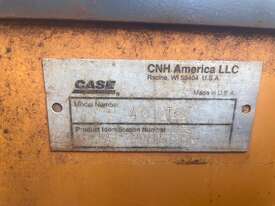 CNH America LLC
Racine, WI 53404 U.S.A.
CASE
Made in U.S.A.
Model Number
Product Identification Number